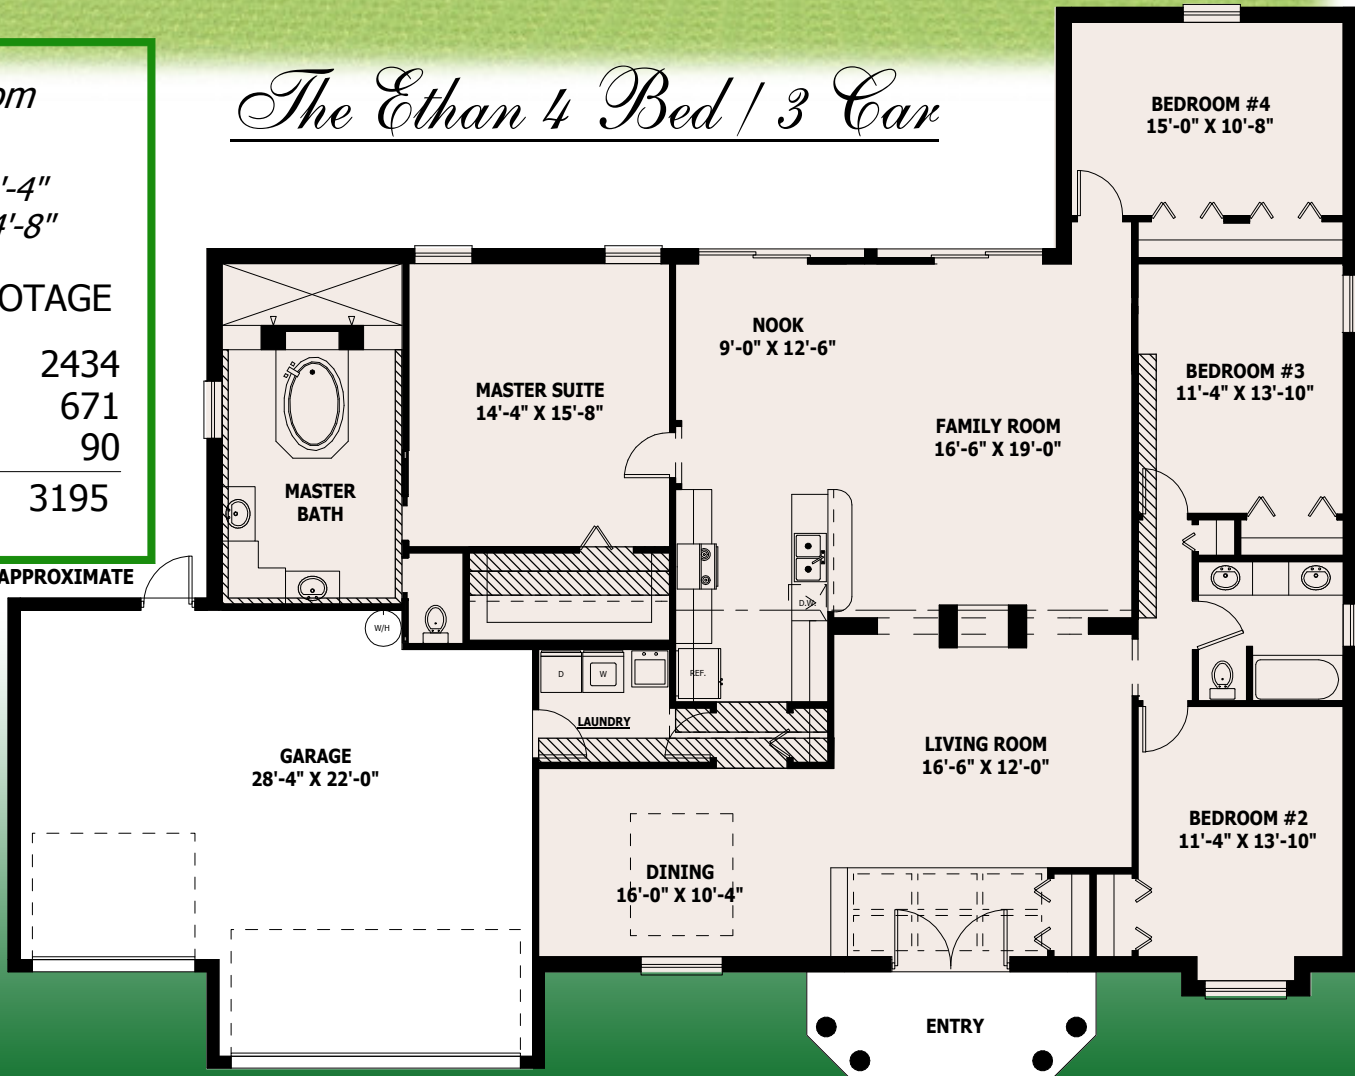 The Ethan 4 Bed / 3 Car
om
'-4"
4'-8"
OTAGE
2434
671
90
3195
APPROXIMATE
BEDROOM #4
15'-0" X 10'-8"
NOOK
9'-0" X 12'-6"
MASTER SUITE
14'-4" X 15'-8"
BEDROOM #3
11'-4" X 13'-10"
FAMILY ROOM
16'-6" X 19'-0"
MASTER
BATH
D.W.
W/H
REF.
D
W
LAUNDRY
GARAGE
28'-4" X 22'-0"
LIVING ROOM
16'-6" X 12'-0"
BEDROOM #2
11'-4" X 13'-10"
DINING
16'-0" X 10'-4"
ENTRY